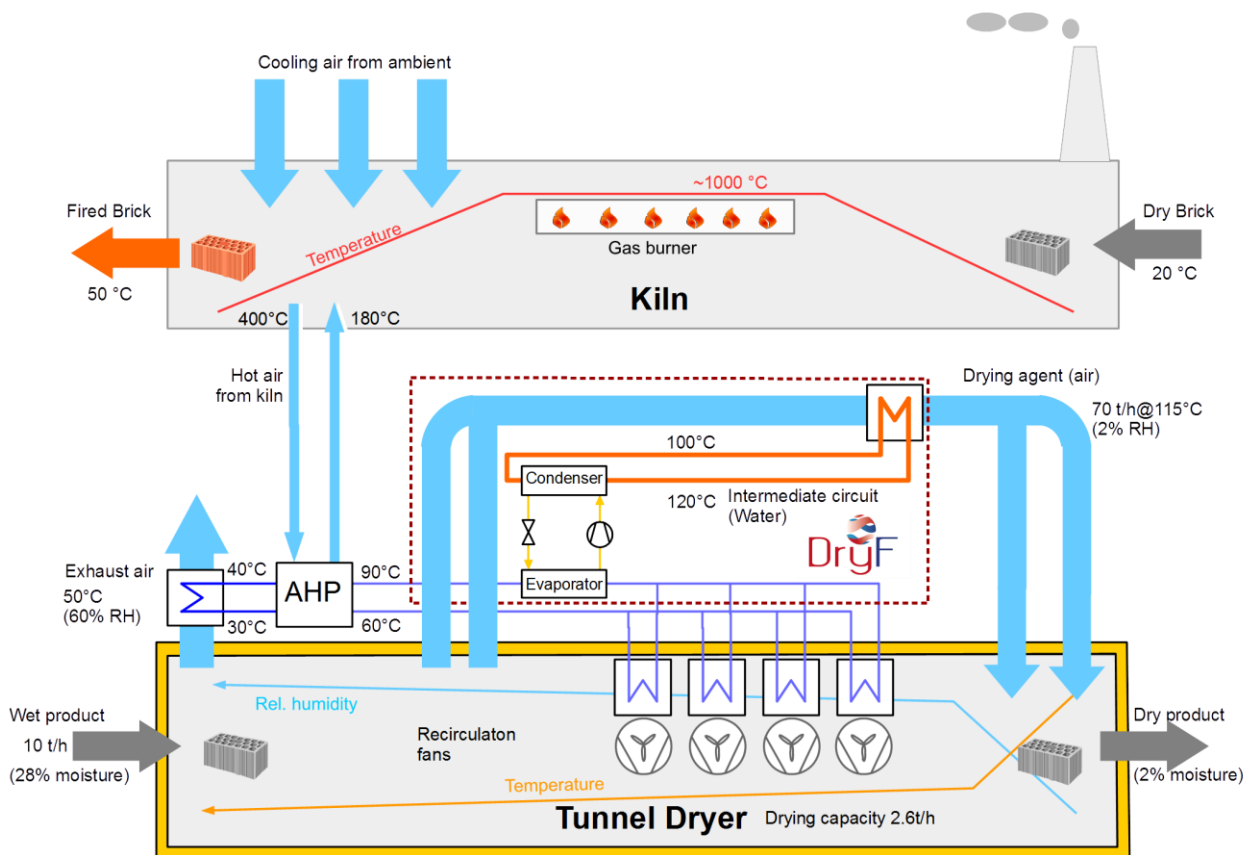 Cooling air from ambient
~1000 °C
Fired Brick
Dry Brick
Temperature
Gas burner
50 °C
20 °C
Kiln
400°C
180°C
Hot air
from kiln
Drying agent (air)
70 t/h@115°C
(2% RH)
100°C
Condenser
120°C
Intermediate circuit
(Water)
DryF
Exhaust air
50°C
(60% RH)
40°C
AHP
90°C
Evaporator
30°C
60°C
Rel. humidity
Wet product
10 t/h
(28% moisture)
Recirculaton
fans
Dry product
(2% moisture)
Temperature
Tunnel Dryer
Drying capacity 2.6t/h